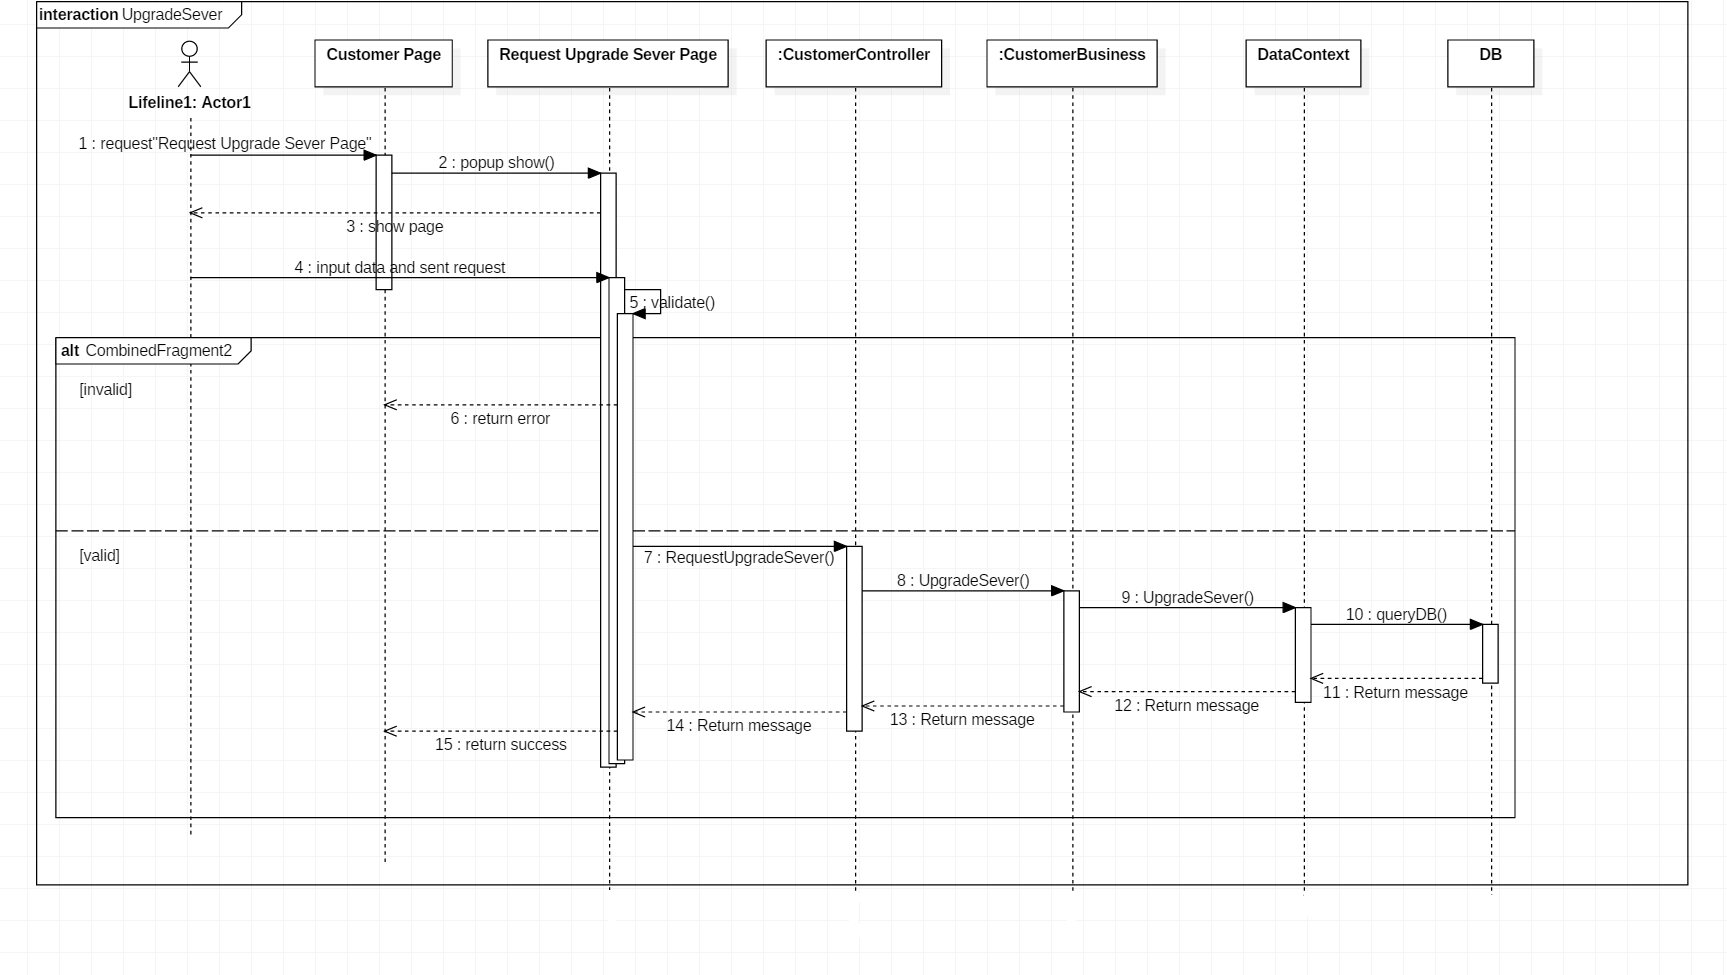 interaction UpgradeSever
Lifeline1: Actor1
Customer Page
Request Upgrade Sever Page
:CustomerController
:CustomerBusiness
DataContext
DB
1 : request"Request Upgrade Sever Page"
2 : popup show()
3 : show page
4 : input data and sent request
5 : validate()
alt CombinedFragment2
[invalid]
6 : return error
[valid]
7 : RequestUpgradeSever()
8 : UpgradeSever()
9 : UpgradeSever()
10 : queryDB()
11 : Return message
12 : Return message
13 : Return message
14 : Return message
15 : return success